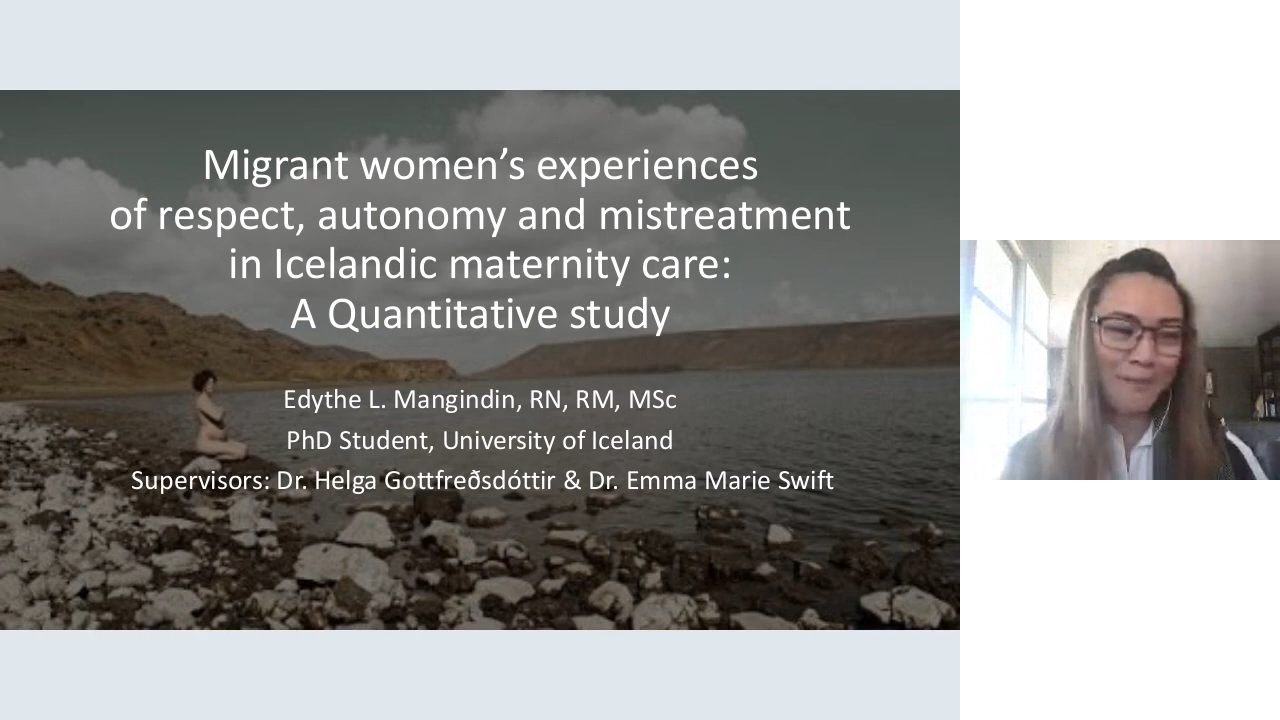 Migrant women’s experiences
of respect, autonomy and mistreatment
in Icelandic maternity care:
A Quantitative study
Edythe L. Mangindin, RN, RM, MSc
PhD Student, University of Iceland
Supervisors: Dr. Helga Gottfreðsdóttir & Dr. Emma Marie Swift